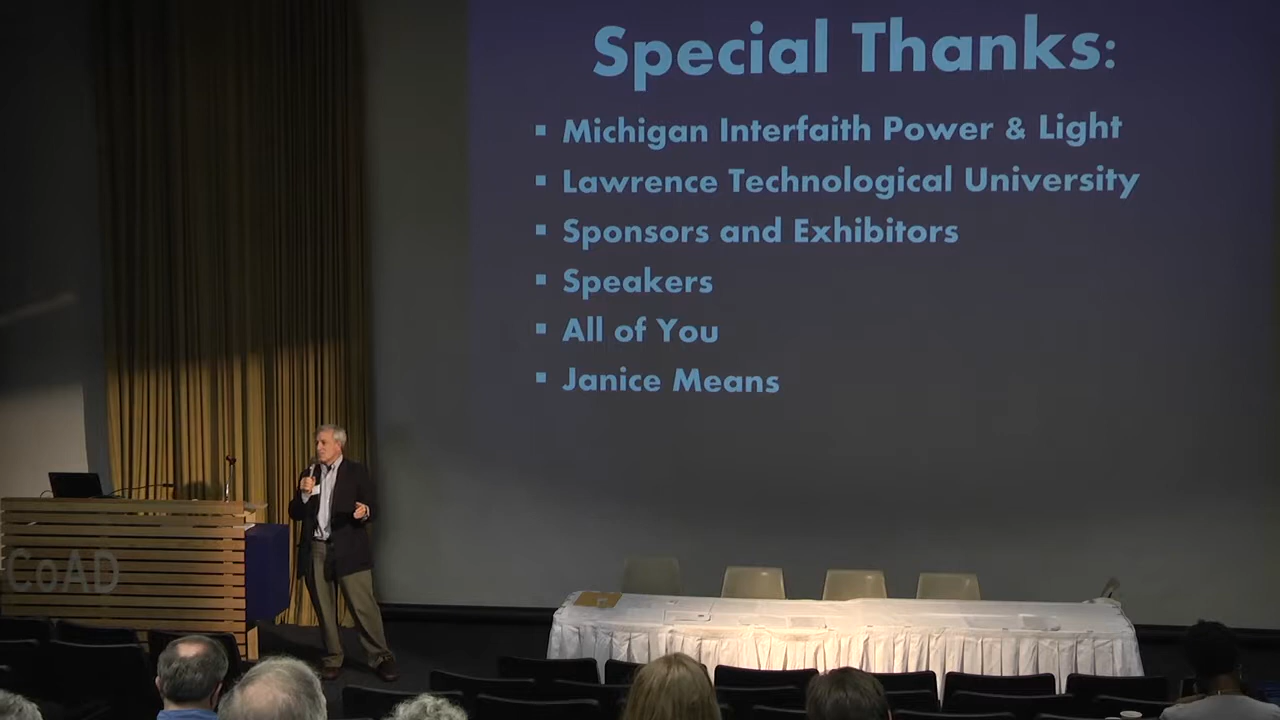 Special Thanks:
▪ Michigan Interfaith Power & Light
▪ Lawrence Technological University
▪ Sponsors and Exhibitors
▪ Speakers
▪ All of You
▪ Janice Means
CoAD